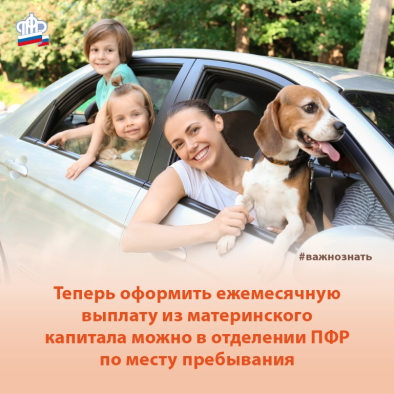 #важнознать
Теперь оформить ежемесячную
выплату из материнского
капитала можно в отделении ПФР
по месту пребывания